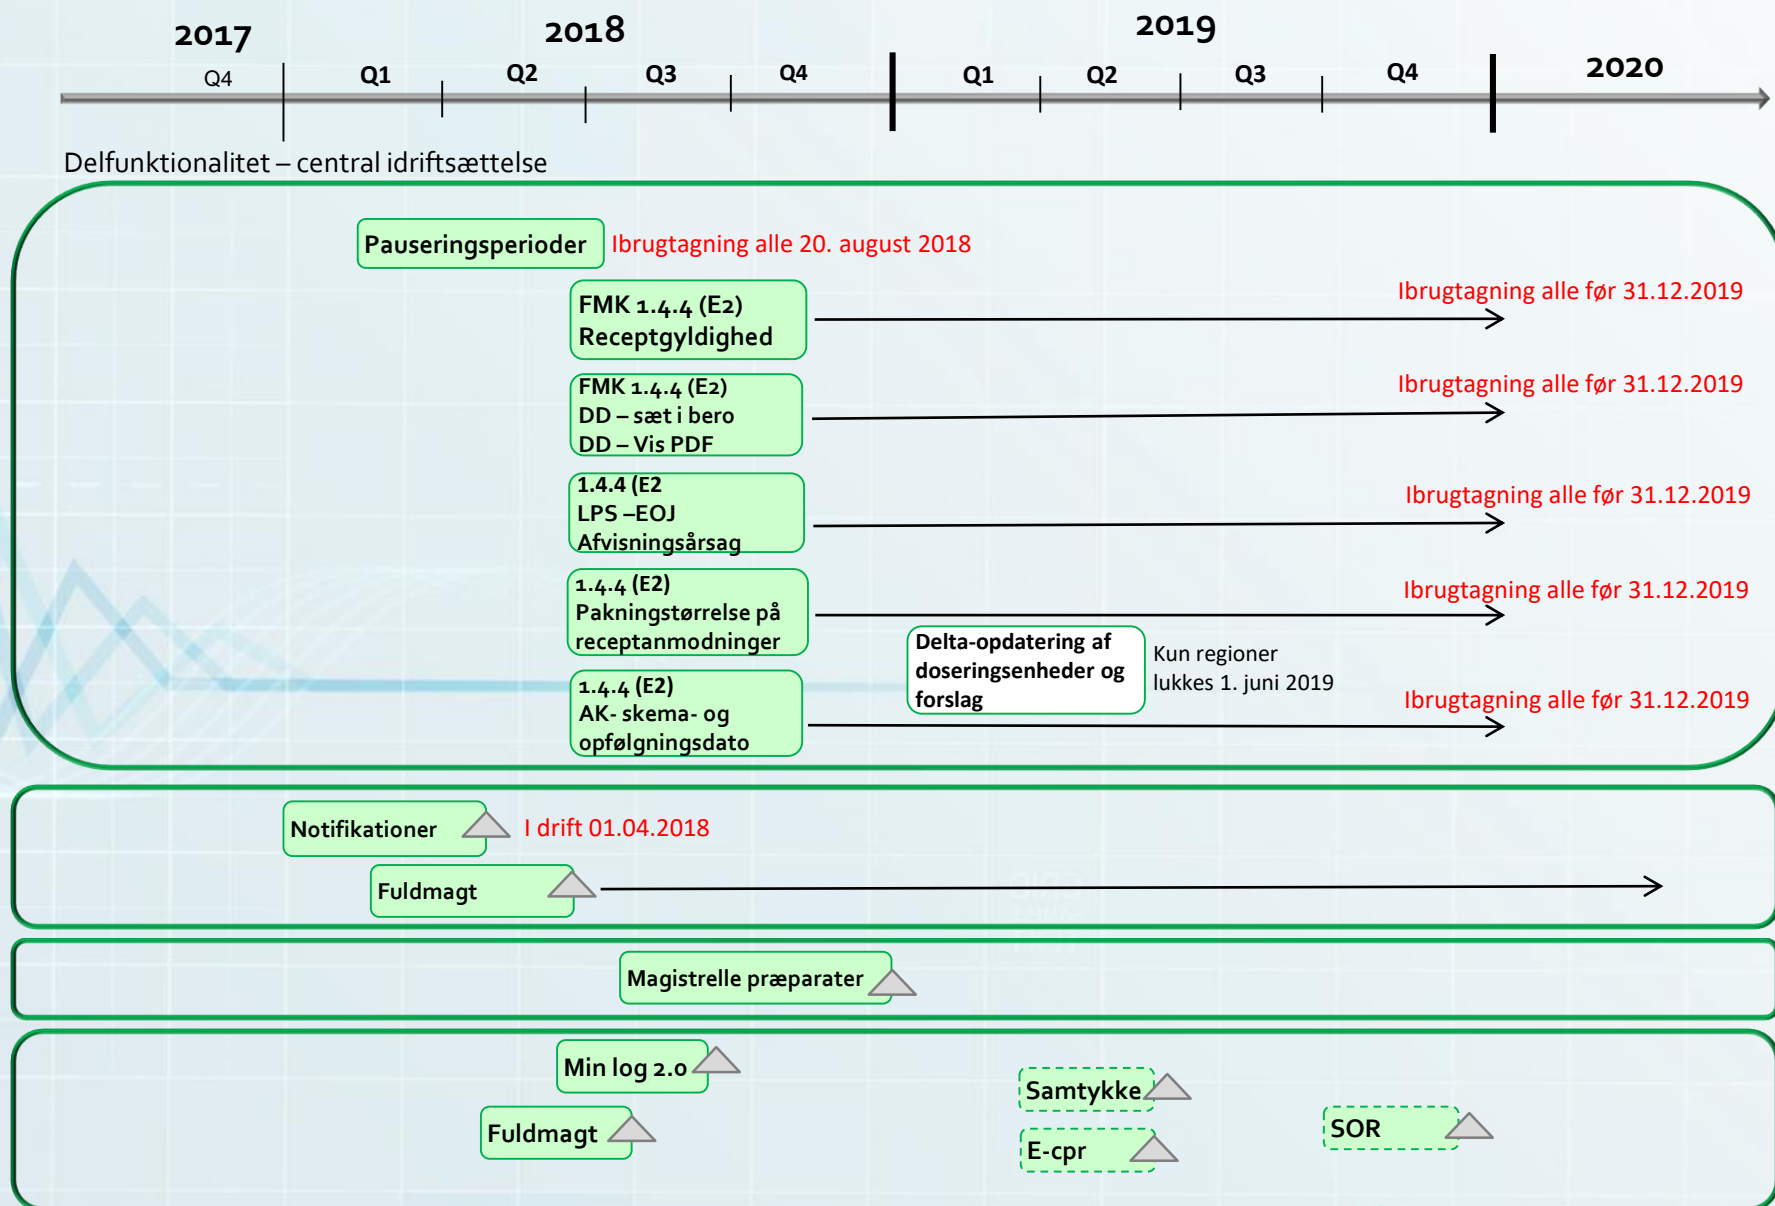 2017
2018
2019
2020
Q4
Q1
Q2
Q3
Q4
Q1
Q2
Q3
Q4
Delfunktionalitet – central idriftsættelse
Pauseringsperioder
Ibrugtagning alle 20. august 2018
FMK 1.4.4 (E2)
Receptgyldighed
Ibrugtagning alle før 31.12.2019
FMK 1.4.4 (E2)
DD – sæt i bero
DD – Vis PDF
Ibrugtagning alle før 31.12.2019
1.4.4 (E2
LPS –EOJ
Afvisningsårsag
Ibrugtagning alle før 31.12.2019
1.4.4 (E2)
Pakningstørrelse på
receptanmodninger
Ibrugtagning alle før 31.12.2019
Delta-opdatering af
doseringsenheder og
forslag
Kun regioner
lukkes 1. juni 2019
1.4.4 (E2)
AK- skema- og
opfølgningsdato
Ibrugtagning alle før 31.12.2019
Notifikationer
I drift 01.04.2018
Fuldmagt
Magistrelle præparater
Min log 2.0
Fuldmagt
Samtykke
E-cpr
SOR